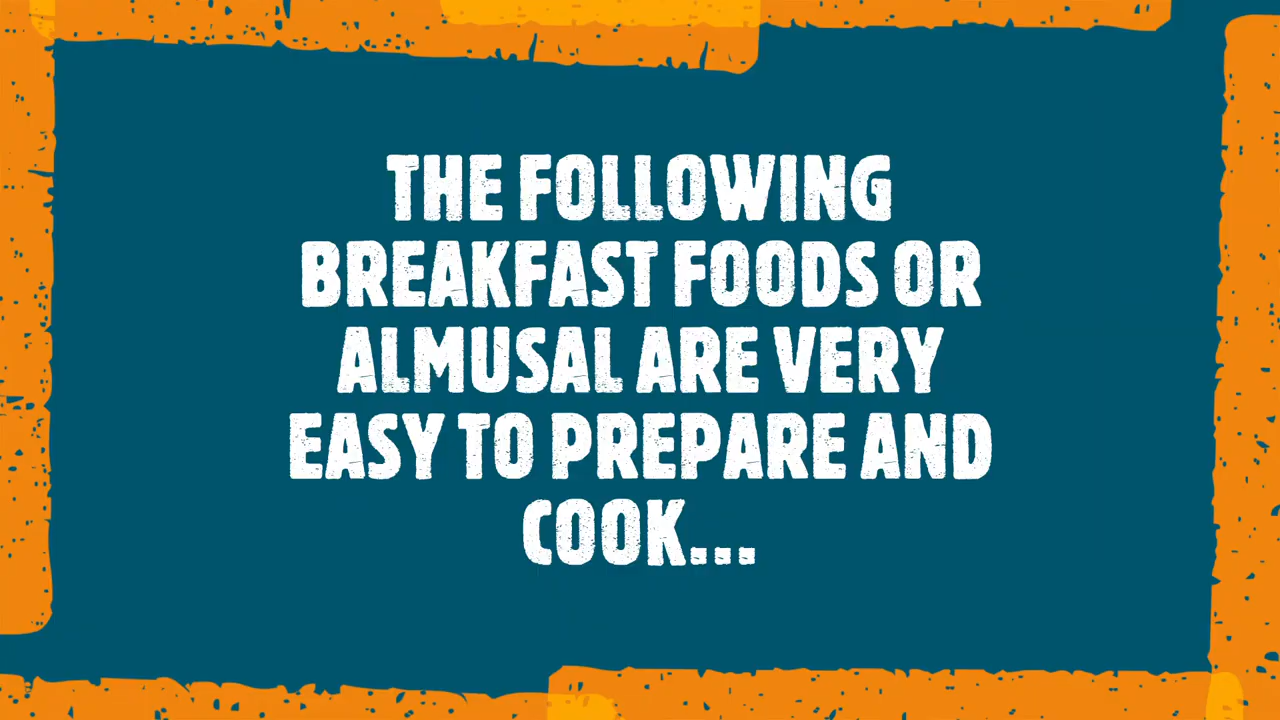 THE FOLLOWING
BREAKFAST FOODS OR
ALMUSAL ARE VERY
EASY TO PREPARE AND
COOK...